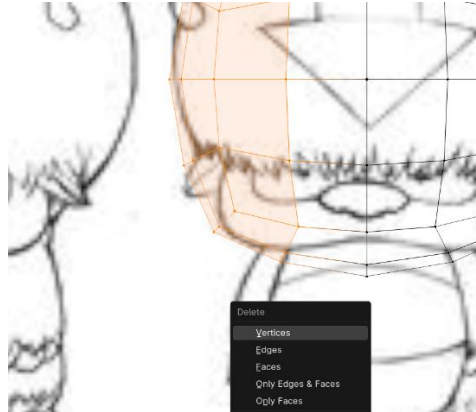 Delete
Vertices
Edges
Faces
Only Edges & Faces
Only Faces